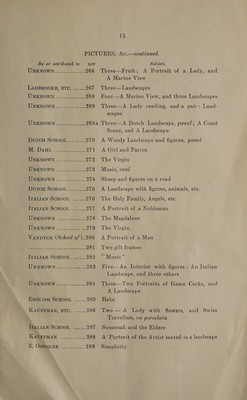 15
PICTURES, &c.—continued.
By or attributed to LOT Subject.
UNKNOWN ............266 Three—Fruit; A Portrait of a Lady, and
A Marine View
LADBROOKE, ETC. ......267 Three—Landscapes
UNKNOWN ............268 Four—A Marine View, and three Landscapes
UNKNOWN ............269 Three—A Lady reading, and a pair: Land-
scapes
UNKNOWN ............269A Three—A Dutch Landscape, panel; A Coast
Scene, and A Landscape
DUTCH SCHOOL.........270 A Woody Landscape and figures, panel
M. DAHL ............271 A Girl and Parrot
UNKNOWN ............272 The Virgin
UNKNOWN ............273 Music, oval
UNKNOWN ............274 Sheep and figures on a road
DUTCH SCHOOL.........275 A Landscape with figures, animals, etc.
ITALIAN SCHOOL ......276 The Holy Family, Angels, etc.
ITALIAN SCHOOL ......277 A Portrait of a Nobleman
UNKNOWN ............278 The Magdalene
UNKNOWN ............279 The Virgin
VANDYCK (School of), 280 A Portrait of a Man
........................281 Two gilt frames
ITALIAN SCHOOL ......282 "Music"
UNKNOWN ............283 Five—An Interior with figures: An Italian
Landscape, and three others
UNKNOWN ............284 Three—Two Portraits of Game Cocks, and
A Landscape
ENGLISH SCHOOL ......285 Hebe
KAUFFMAN, ETC. ......286 Two — A Lady with flowers, and Swiss
Travellers, on porcelain
ITALIAN SCHOOL ......287 Susannah and the Elders
KAUFFMAN ............288 A Portrait of the Artist seated in a landscape
E. OSBORNE ............289 Simplicity